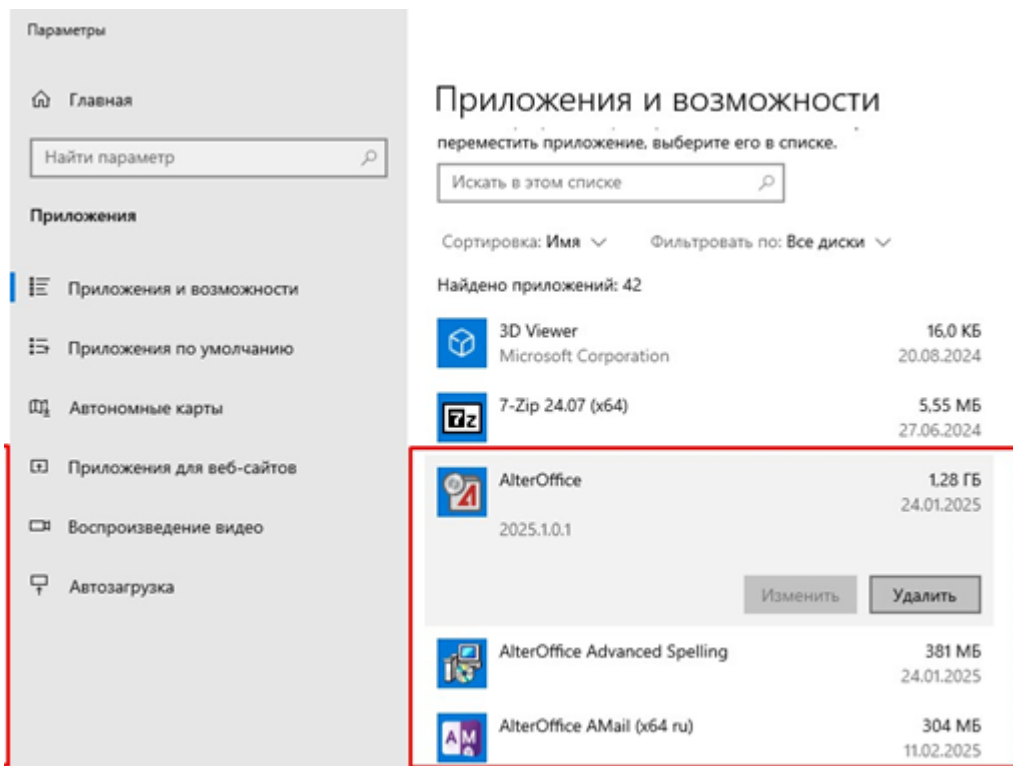 Параметры
Главная
Найти параметр
Приложения
Приложения и возможности
Приложения по умолчанию
Автономные карты
Приложения для веб-сайтов
Воспроизведение видео
Автозагрузка
Приложения и возможности
переместить приложение, выберите его в списке.
Искать в этом списке
Сортировка: Имя Фильтровать по: Все диски
Найдено приложений: 42
3D Viewer 16,0 КБ
Microsoft Corporation 20.08.2024
7-Zip 24.07 (x64) 5,55 МБ
27.06.2024
AlterOffice 1,28 ГБ
24.01.2025
2025.1.0.1
Изменить Удалить
AlterOffice Advanced Spelling 381 МБ
24.01.2025
AlterOffice AMail (x64 ru) 304 МБ
11.02.2025